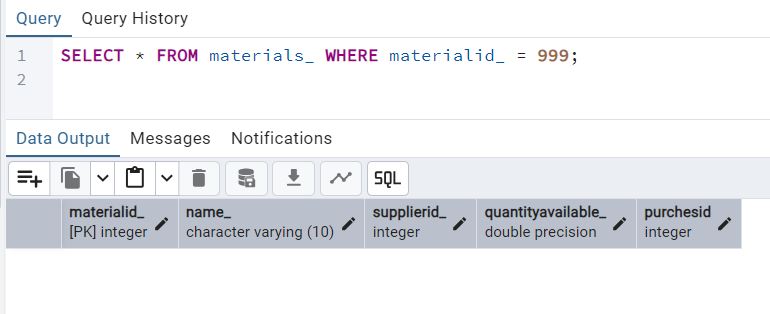 Query Query History
1 SELECT * FROM materials_ WHERE materialid_ = 999;
2
Data Output Messages Notifications
SQL
materialid_ name_ supplierid_ quantityavailable_ purchesid
[PK] integer character varying (10) integer double precision integer